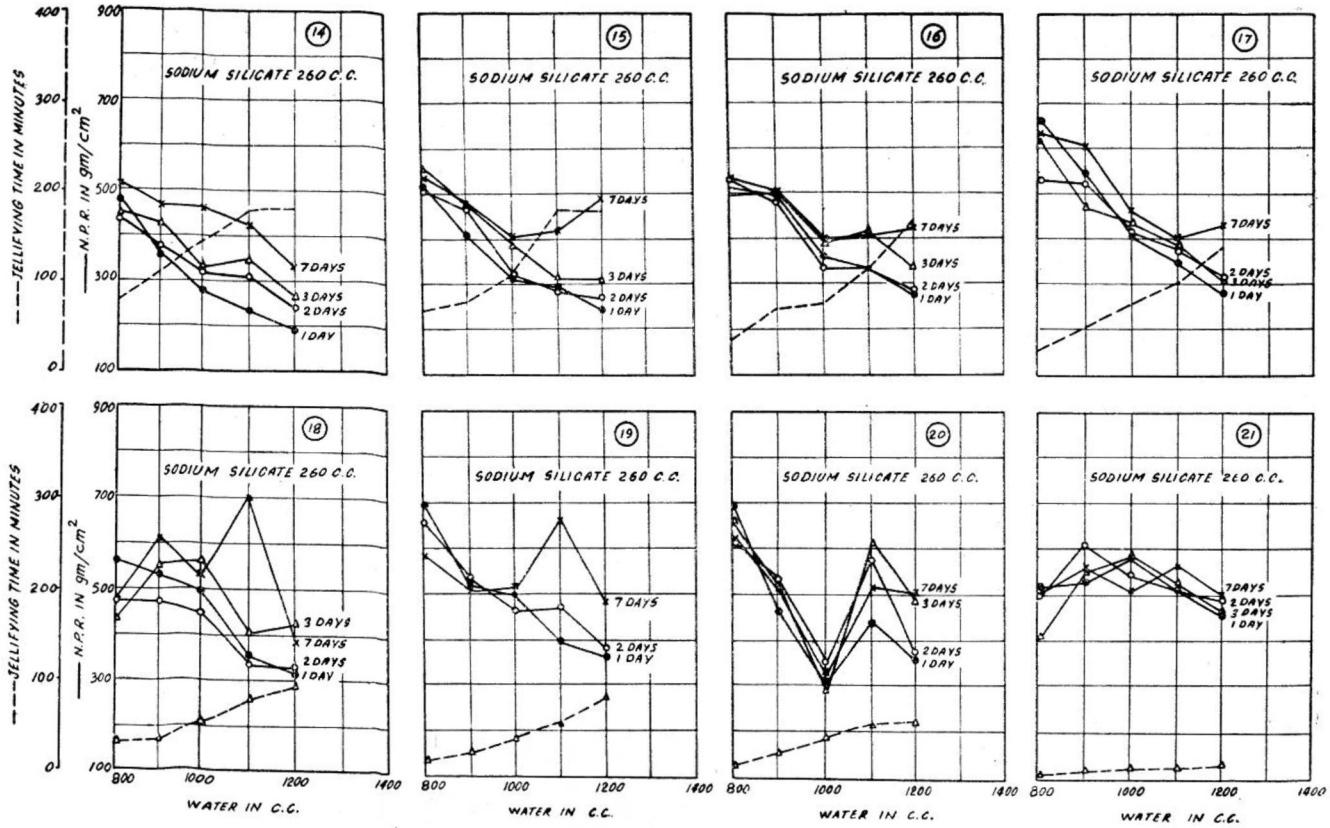 400
300
200
100
0
--- JELLIFYING TIME IN MINUTES
900
700
500
300
100
— N.P.R. IN gm/cm²
14
SODIUM SILICATE 260 C.C.
7 DAYS
3 DAYS
2 DAYS
1 DAY
15
SODIUM SILICATE 260 C.C.
7 DAYS
3 DAYS
2 DAYS
1 DAY
16
SODIUM SILICATE 260 C.C.
7 DAYS
3 DAYS
2 DAYS
1 DAY
17
SODIUM SILICATE 260 C.C.
7 DAYS
2 DAYS
3 DAYS
1 DAY
400
300
200
100
0
--- JELLIFYING TIME IN MINUTES
900
700
500
300
100
— N.P.R. IN gm/cm²
18
SODIUM SILICATE 260 C.C.
3 DAYS
7 DAYS
2 DAYS
1 DAY
800 1000 1200 1400
WATER IN C.C.
19
SODIUM SILICATE 260 C.C.
7 DAYS
2 DAYS
1 DAY
800 1000 1200 1400
WATER IN C.C.
20
SODIUM SILICATE 260 C.C.
7 DAYS
3 DAYS
2 DAYS
1 DAY
800 1000 1200 1400
WATER IN C.C.
21
SODIUM SILICATE 260 C.C.
7 DAYS
2 DAYS
3 DAYS
1 DAY
800 1000 1200 1400
WATER IN C.C.